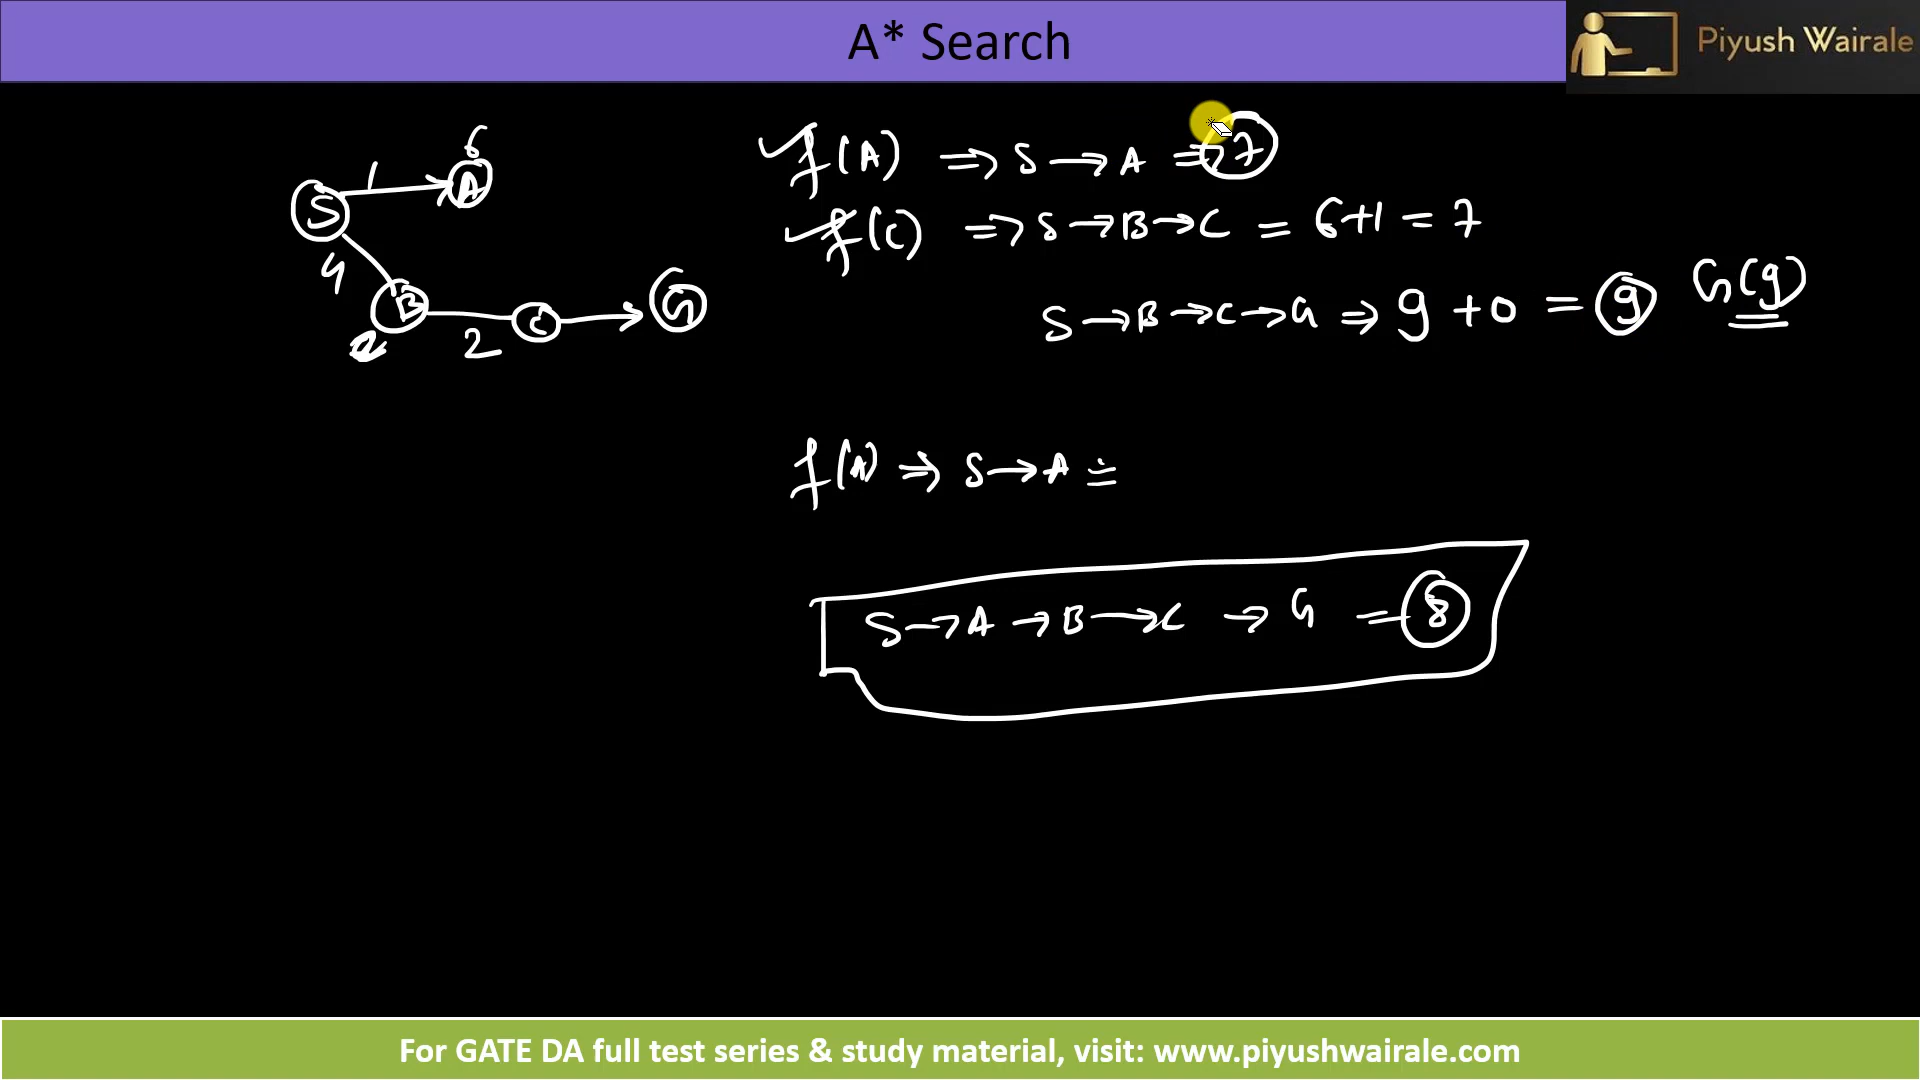 A* Search
Piyush Wairale
f(A) ⇒ S → A ⇒ 7
f(C) ⇒ S → B → C = 6+1 = 7
S → B → C → G ⇒ 9 + 0 = 9 G(9)
S 1 A 6
4 B 2 C G
2
f(A) ⇒ S → A =
S → A → B → C → G = 8
For GATE DA full test series & study material, visit: www.piyushwairale.com